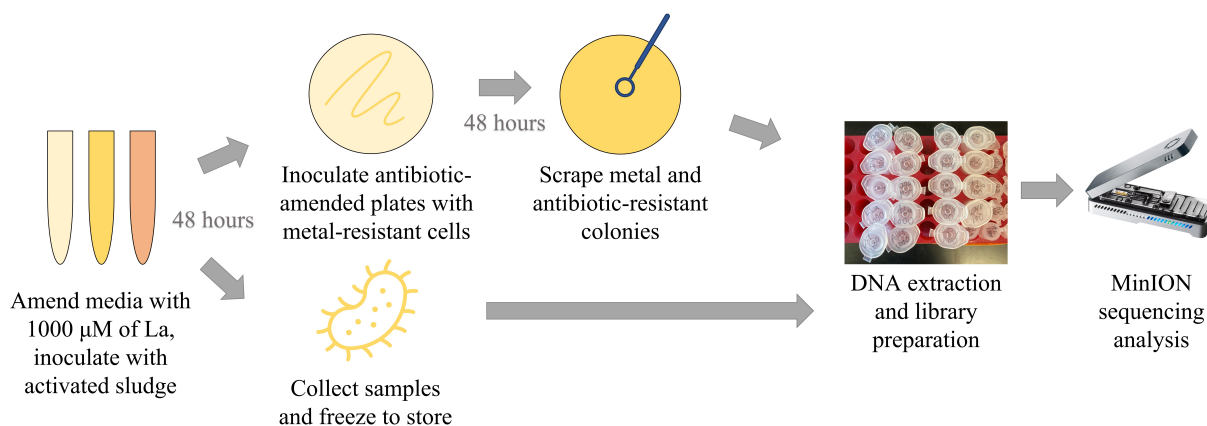 Amend media with
1000 μM of La,
inoculate with
activated sludge
48 hours
Inoculate antibiotic-
amended plates with
metal-resistant cells
48 hours
Scrape metal and
antibiotic-resistant
colonies
Collect samples
and freeze to store
DNA extraction
and library
preparation
MinION
sequencing
analysis